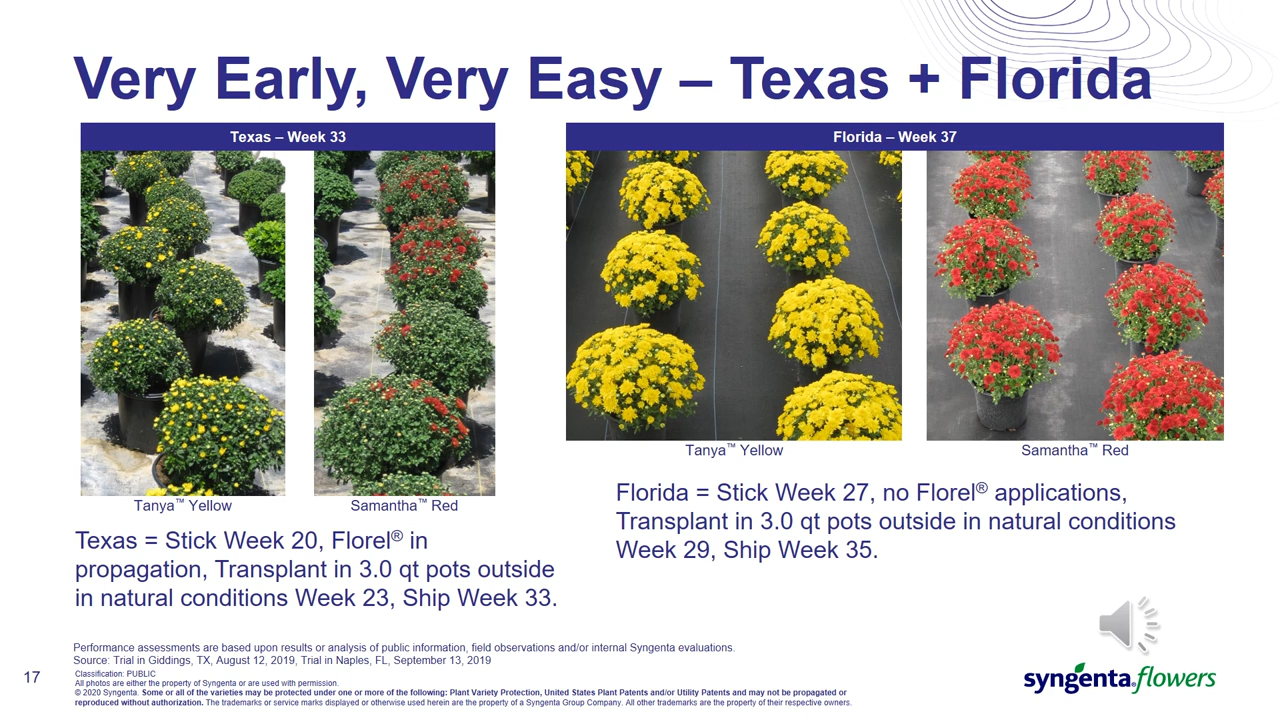 Very Early, Very Easy – Texas + Florida
Texas – Week 33
Tanya™ Yellow
Samantha™ Red
Texas = Stick Week 20, Florel® in
propagation, Transplant in 3.0 qt pots outside
in natural conditions Week 23, Ship Week 33.
Florida – Week 37
Tanya™ Yellow
Samantha™ Red
Florida = Stick Week 27, no Florel® applications,
Transplant in 3.0 qt pots outside in natural conditions
Week 29, Ship Week 35.
Performance assessments are based upon results or analysis of public information, field observations and/or internal Syngenta evaluations.
Source: Trial in Giddings, TX, August 12, 2019, Trial in Naples, FL, September 13, 2019
17
Classification: PUBLIC
All photos are either the property of Syngenta or are used with permission.
© 2020 Syngenta. Some or all of the varieties may be protected under one or more of the following: Plant Variety Protection, United States Plant Patents and/or Utility Patents and may not be propagated or
reproduced without authorization. The trademarks or service marks displayed or otherwise used herein are the property of a Syngenta Group Company. All other trademarks are the property of their respective owners.
syngenta® flowers